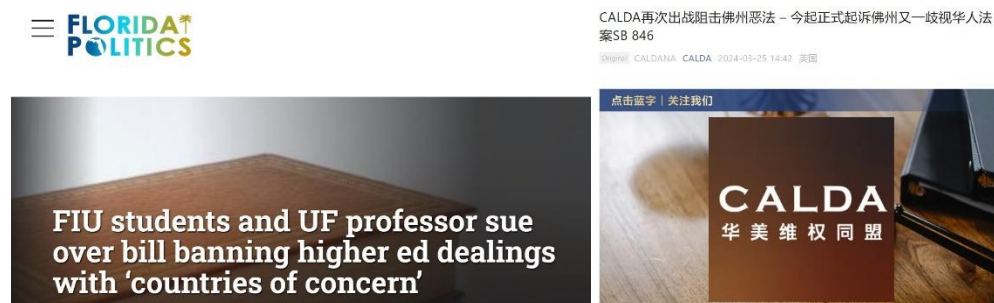 FLORIDA
POLITICS
FIU students and UF professor sue
over bill banning higher ed dealings
with ‘countries of concern’
CALDA再次出战阻击佛州恶法 – 今起正式起诉佛州又一歧视华人法
案SB 846
Original CALDANA CALDA 2024-03-25 14:42 英国
点击蓝字 | 关注我们
CALDA
华美维权同盟